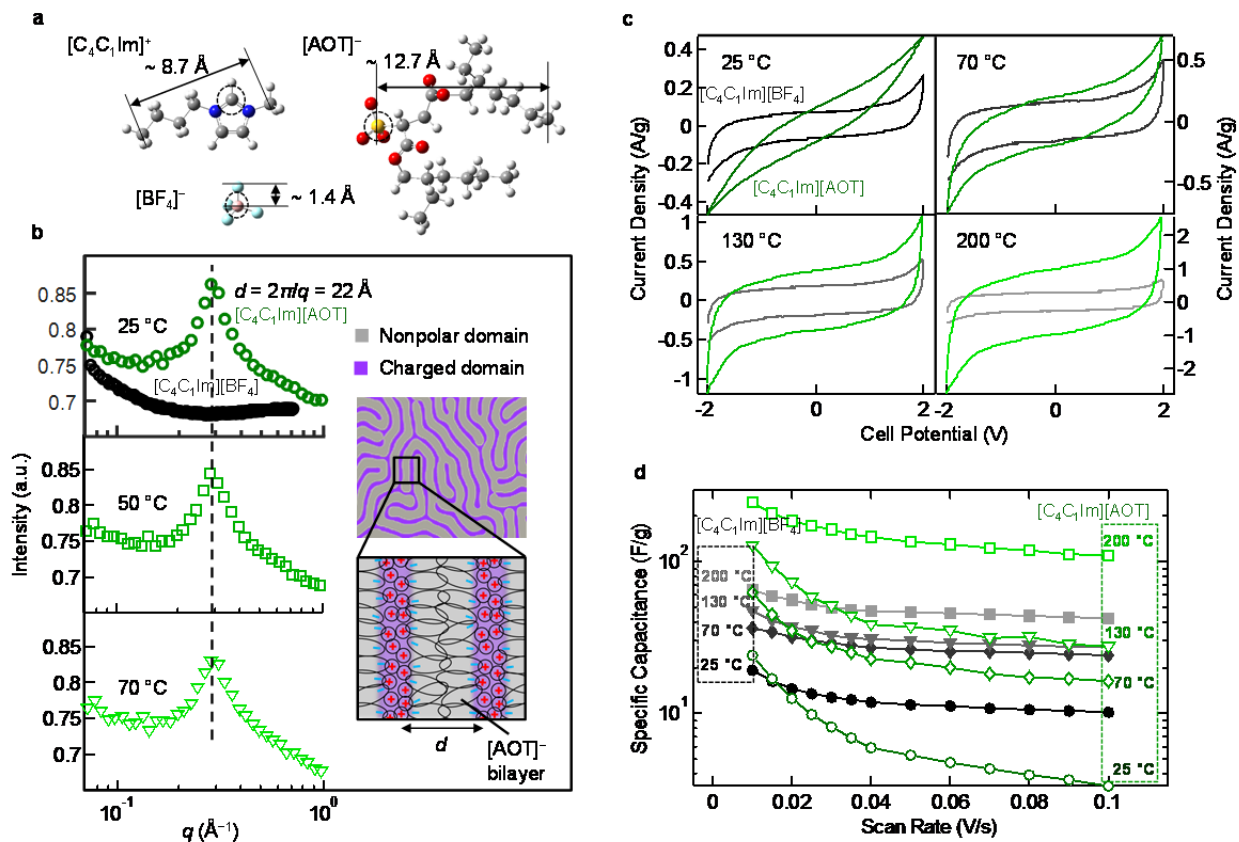 a
[C₄C₁Im]⁺
~ 8.7 Å
[AOT]⁻
~ 12.7 Å
[BF₄]⁻
~ 1.4 Å
b
Intensity (a.u.)
0.85
0.8
0.75
0.7
25 °C
d = 2π/q = 22 Å
[C₄C₁Im][AOT]
[C₄C₁Im][BF₄]
0.85
0.8
0.75
0.7
50 °C
0.85
0.8
0.75
0.7
70 °C
10⁻¹
10⁰
q (Å⁻¹)
Nonpolar domain
Charged domain
+ + + + + + + + + + + + + + + + + + + +
d
[AOT]⁻
bilayer
c
Current Density (A/g)
0.4
0.2
0
-0.2
-0.4
25 °C
[C₄C₁Im][BF₄]
[C₄C₁Im][AOT]
70 °C
0.5
0
-0.5
Current Density (A/g)
1
0.5
0
-0.5
-1
130 °C
200 °C
2
1
0
-1
-2
-2
0
2
-2
0
2
Cell Potential (V)
d
Specific Capacitance (F/g)
10²
10¹
[C₄C₁Im][BF₄]
200 °C
130 °C
70 °C
25 °C
[C₄C₁Im][AOT]
200 °C
130 °C
70 °C
25 °C
0
0.02
0.04
0.06
0.08
0.1
Scan Rate (V/s)